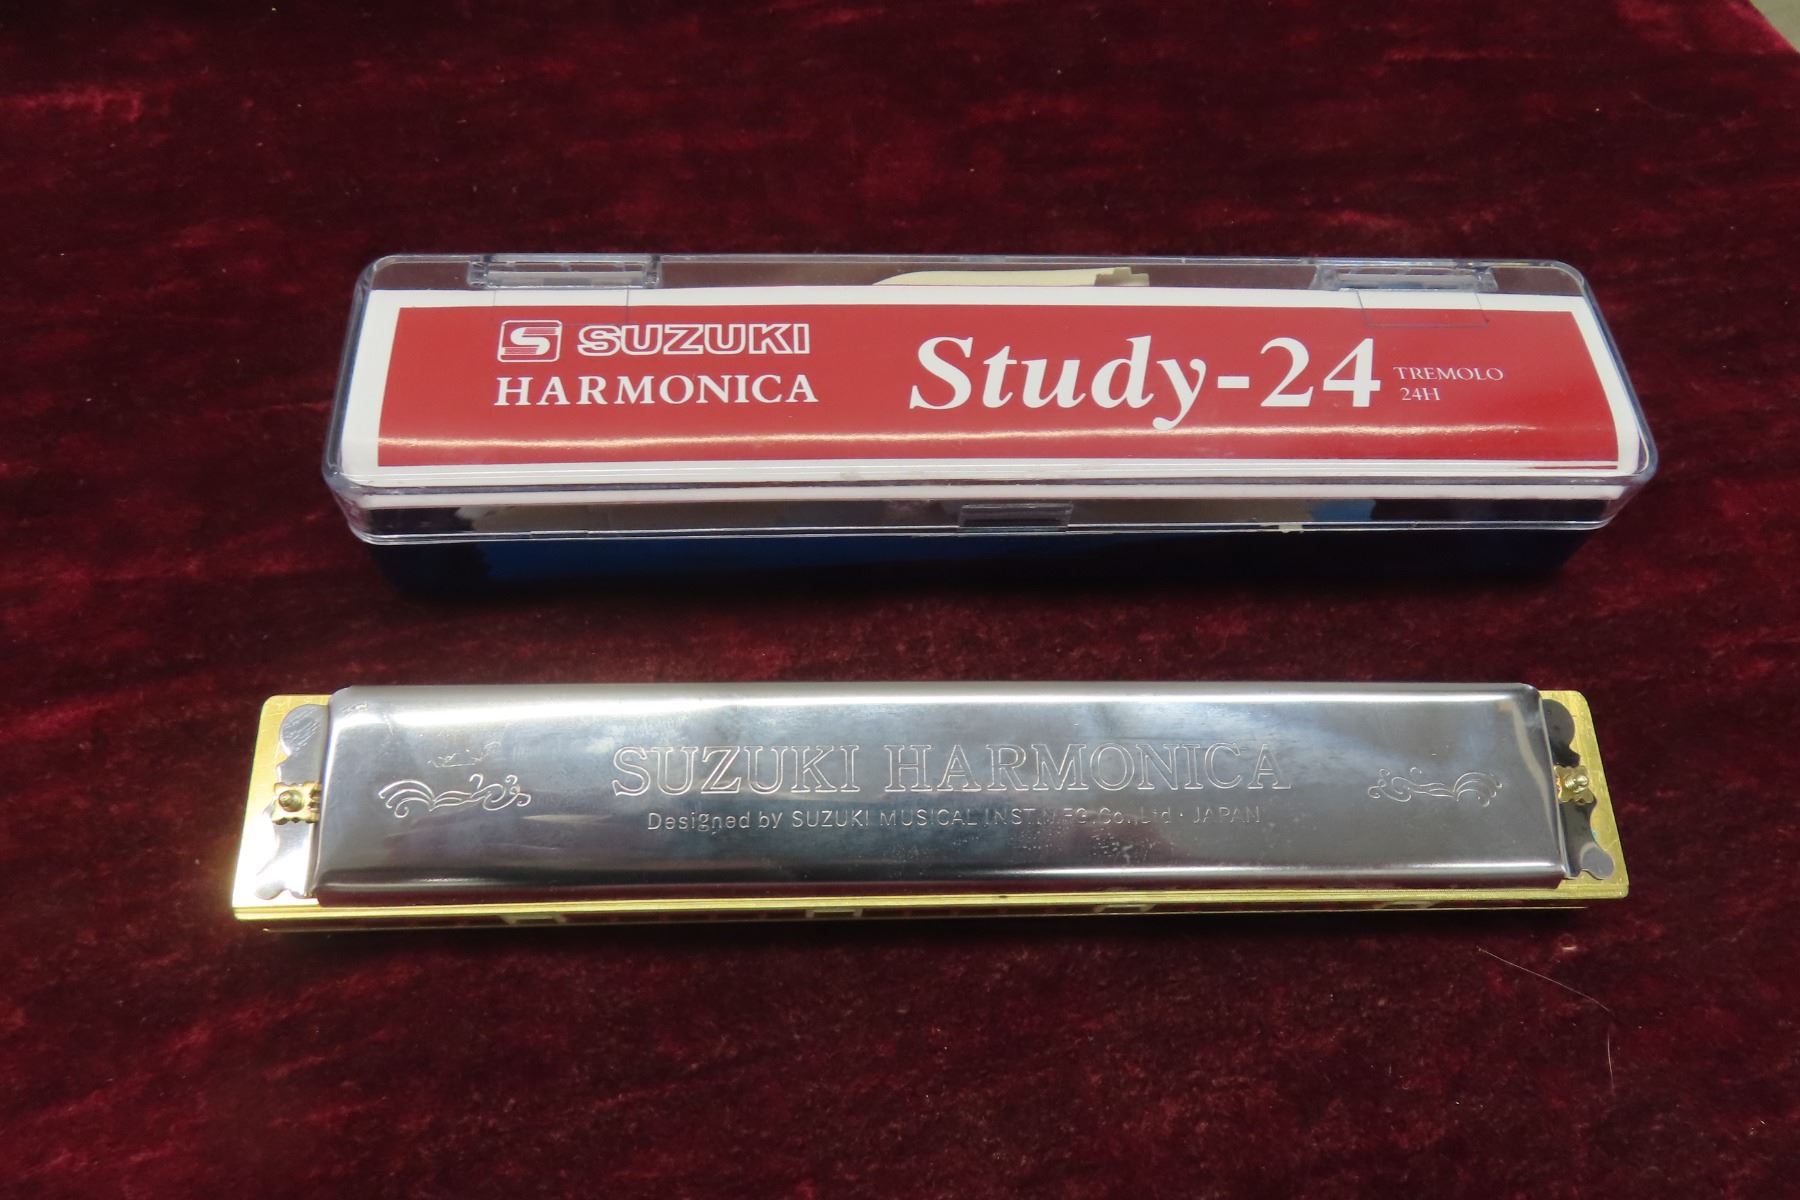 S SUZUKI
HARMONICA
Study-24
TREMOLO
24H
SUZUKI HARMONICA
Designed by SUZUKI MUSICAL INST.MFG.Co.,Ltd · JAPAN